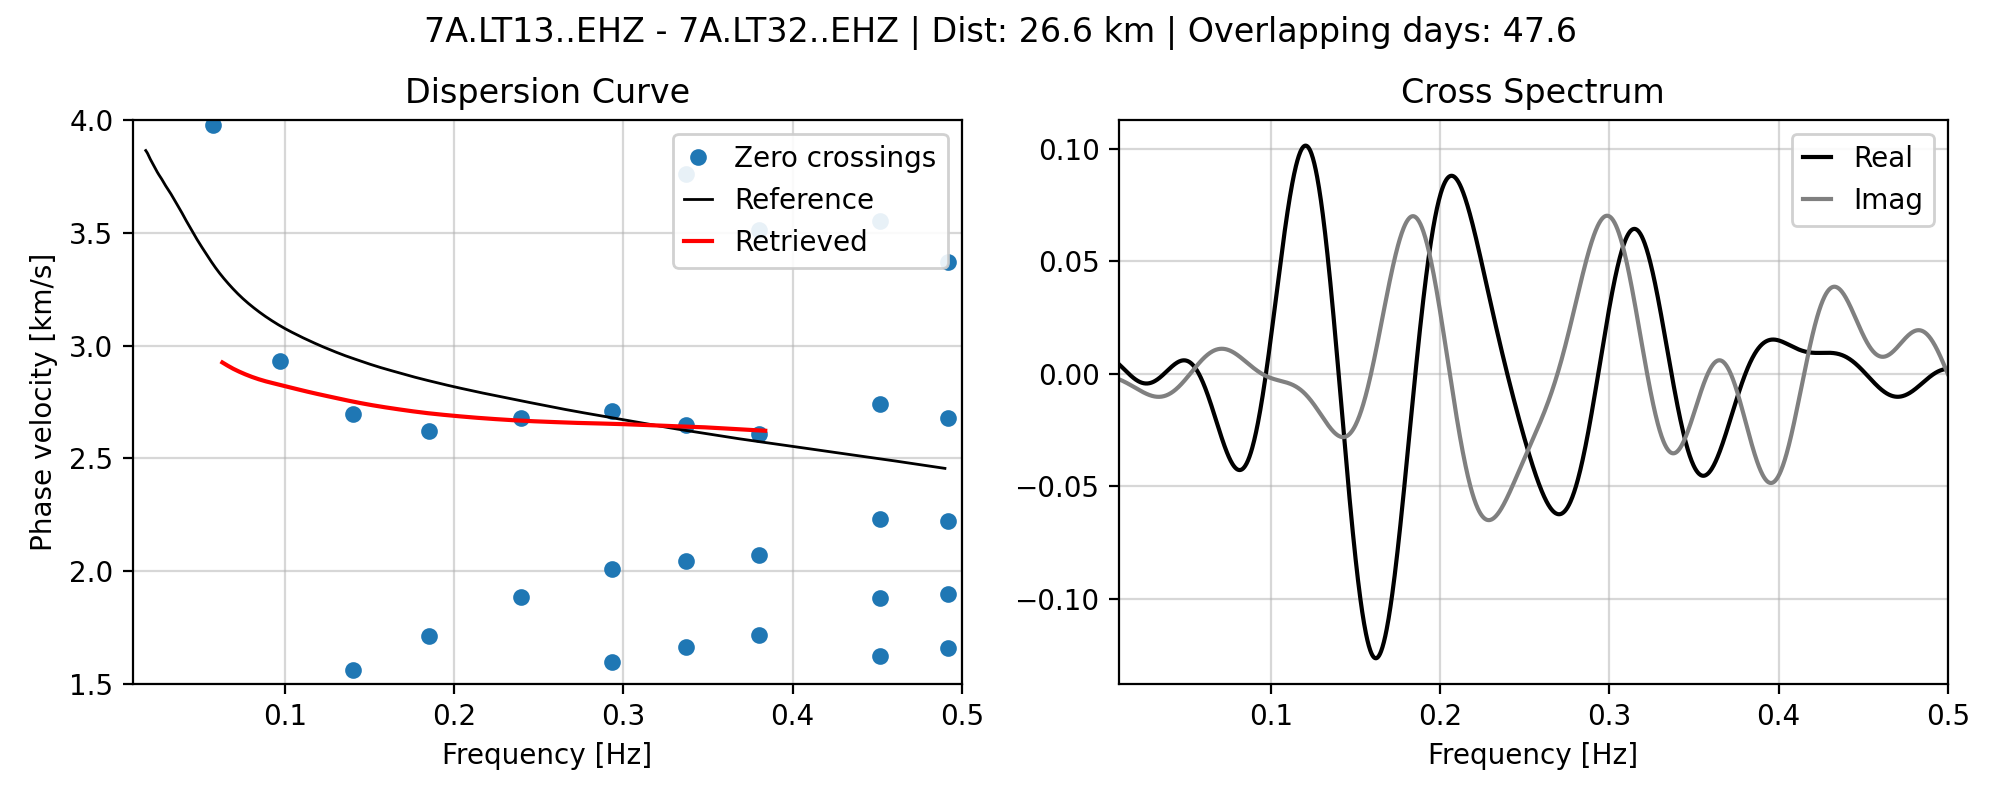 7A.LT13..EHZ - 7A.LT32..EHZ | Dist: 26.6 km | Overlapping days: 47.6
Dispersion Curve
4.0
3.5
3.0
2.5
2.0
1.5
Phase velocity [km/s]
0.1
0.2
0.3
0.4
0.5
Frequency [Hz]
Zero crossings
Reference
Retrieved
Cross Spectrum
0.10
0.05
0.00
−0.05
−0.10
0.1
0.2
0.3
0.4
0.5
Frequency [Hz]
Real
Imag